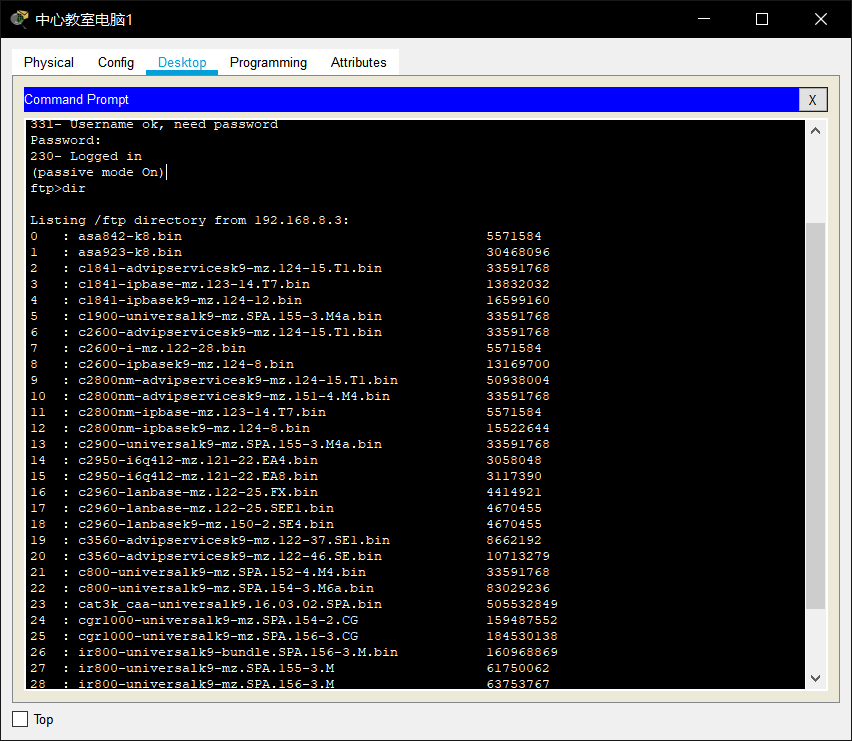 中心教室电脑1
Physical Config Desktop Programming Attributes
Command Prompt X
331- Username ok, need password
Password:
230- Logged in
(passive mode On)
ftp>dir
Listing /ftp directory from 192.168.8.3:
0 : asa842-k8.bin 5571584
1 : asa923-k8.bin 30468096
2 : c1841-advipservicesk9-mz.124-15.T1.bin 33591768
3 : c1841-ipbase-mz.123-14.T7.bin 13832032
4 : c1841-ipbasek9-mz.124-12.bin 16599160
5 : c1900-universalk9-mz.SPA.155-3.M4a.bin 33591768
6 : c2600-advipservicesk9-mz.124-15.T1.bin 33591768
7 : c2600-i-mz.122-28.bin 5571584
8 : c2600-ipbasek9-mz.124-8.bin 13169700
9 : c2800nm-advipservicesk9-mz.124-15.T1.bin 50938004
10 : c2800nm-advipservicesk9-mz.151-4.M4.bin 33591768
11 : c2800nm-ipbase-mz.123-14.T7.bin 5571584
12 : c2800nm-ipbasek9-mz.124-8.bin 15522644
13 : c2900-universalk9-mz.SPA.155-3.M4a.bin 33591768
14 : c2950-i6q4l2-mz.121-22.EA4.bin 3058048
15 : c2950-i6q4l2-mz.121-22.EA8.bin 3117390
16 : c2960-lanbase-mz.122-25.FX.bin 4414921
17 : c2960-lanbase-mz.122-25.SEE1.bin 4670455
18 : c2960-lanbasek9-mz.150-2.SE4.bin 4670455
19 : c3560-advipservicesk9-mz.122-37.SE1.bin 8662192
20 : c3560-advipservicesk9-mz.122-46.SE.bin 10713279
21 : c800-universalk9-mz.SPA.152-4.M4.bin 33591768
22 : c800-universalk9-mz.SPA.154-3.M6a.bin 83029236
23 : cat3k_caa-universalk9.16.03.02.SPA.bin 505532849
24 : cgr1000-universalk9-mz.SPA.154-2.CG 159487552
25 : cgr1000-universalk9-mz.SPA.156-3.CG 184530138
26 : ir800-universalk9-bundle.SPA.156-3.M.bin 160968869
27 : ir800-universalk9-mz.SPA.155-3.M 61750062
28 : ir800-universalk9-mz.SPA.156-3.M 63753767
Top